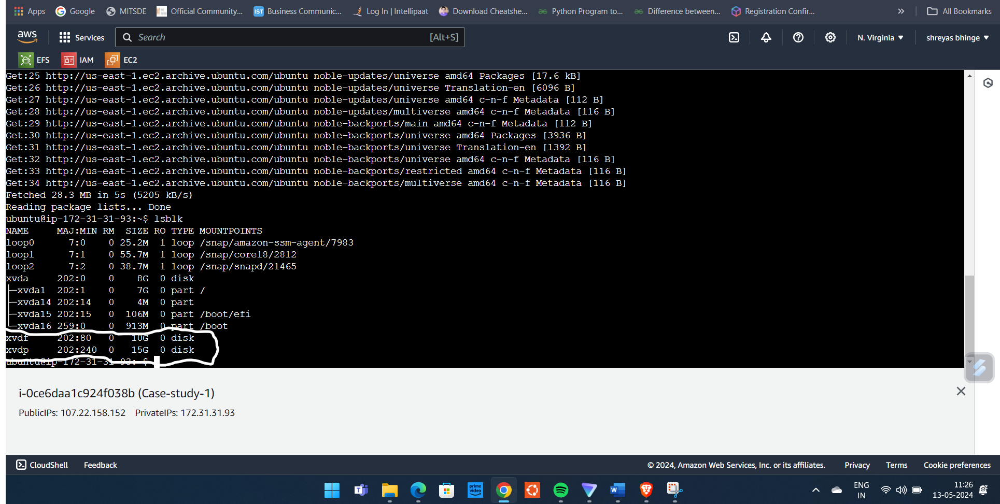 Apps Google MITSDE Official Community... IST Business Communic... Log In | Intellipaat Download Cheatshe... Python Program to... Difference between... Registration Confir... » All Bookmarks
aws Services Search [Alt+S] N. Virginia ▼ shreyas bhinge ▼
EFS IAM EC2
Get:25 http://us-east-1.ec2.archive.ubuntu.com/ubuntu noble-updates/universe amd64 Packages [17.6 kB]
Get:26 http://us-east-1.ec2.archive.ubuntu.com/ubuntu noble-updates/universe Translation-en [6096 B]
Get:27 http://us-east-1.ec2.archive.ubuntu.com/ubuntu noble-updates/universe amd64 c-n-f Metadata [112 B]
Get:28 http://us-east-1.ec2.archive.ubuntu.com/ubuntu noble-updates/multiverse amd64 c-n-f Metadata [116 B]
Get:29 http://us-east-1.ec2.archive.ubuntu.com/ubuntu noble-backports/main amd64 c-n-f Metadata [112 B]
Get:30 http://us-east-1.ec2.archive.ubuntu.com/ubuntu noble-backports/universe amd64 Packages [3936 B]
Get:31 http://us-east-1.ec2.archive.ubuntu.com/ubuntu noble-backports/universe Translation-en [1392 B]
Get:32 http://us-east-1.ec2.archive.ubuntu.com/ubuntu noble-backports/universe amd64 c-n-f Metadata [116 B]
Get:33 http://us-east-1.ec2.archive.ubuntu.com/ubuntu noble-backports/restricted amd64 c-n-f Metadata [116 B]
Get:34 http://us-east-1.ec2.archive.ubuntu.com/ubuntu noble-backports/multiverse amd64 c-n-f Metadata [116 B]
Fetched 28.3 MB in 5s (5205 kB/s)
Reading package lists... Done
ubuntu@ip-172-31-31-93:~$ lsblk
NAME MAJ:MIN RM SIZE RO TYPE MOUNTPOINTS
loop0 7:0 0 25.2M 1 loop /snap/amazon-ssm-agent/7983
loop1 7:1 0 55.7M 1 loop /snap/core18/2812
loop2 7:2 0 38.7M 1 loop /snap/snapd/21465
xvda 202:0 0 8G 0 disk
├─xvda1 202:1 0 7G 0 part /
├─xvda14 202:14 0 4M 0 part
├─xvda15 202:15 0 106M 0 part /boot/efi
└─xvda16 259:0 0 913M 0 part /boot
xvdf 202:80 0 10G 0 disk
xvdp 202:240 0 15G 0 disk
ubuntu@ip-172-31-31-93:~$
i-0ce6daa1c924f038b (Case-study-1)
PublicIPs: 107.22.158.152 PrivateIPs: 172.31.31.93
CloudShell Feedback © 2024, Amazon Web Services, Inc. or its affiliates. Privacy Terms Cookie preferences
prime video ENG IN 11:26
13-05-2024